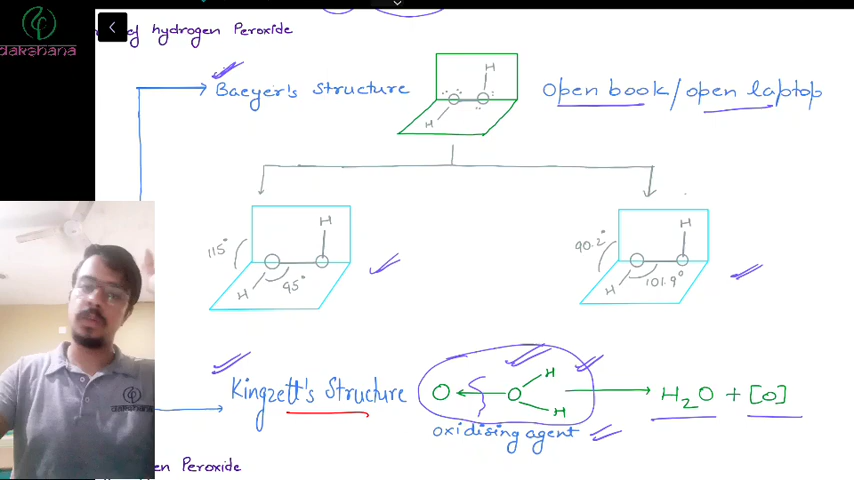 of hydrogen Peroxide
dakshana
Baeyer's Structure
H
O O
H
Open book/open laptop
115°
H
O O
H
95°
90.2°
H
O O
H
101.9°
Kingzett's Structure
O ← O
H
H
→ H₂O + [O]
oxidising agent
en Peroxide